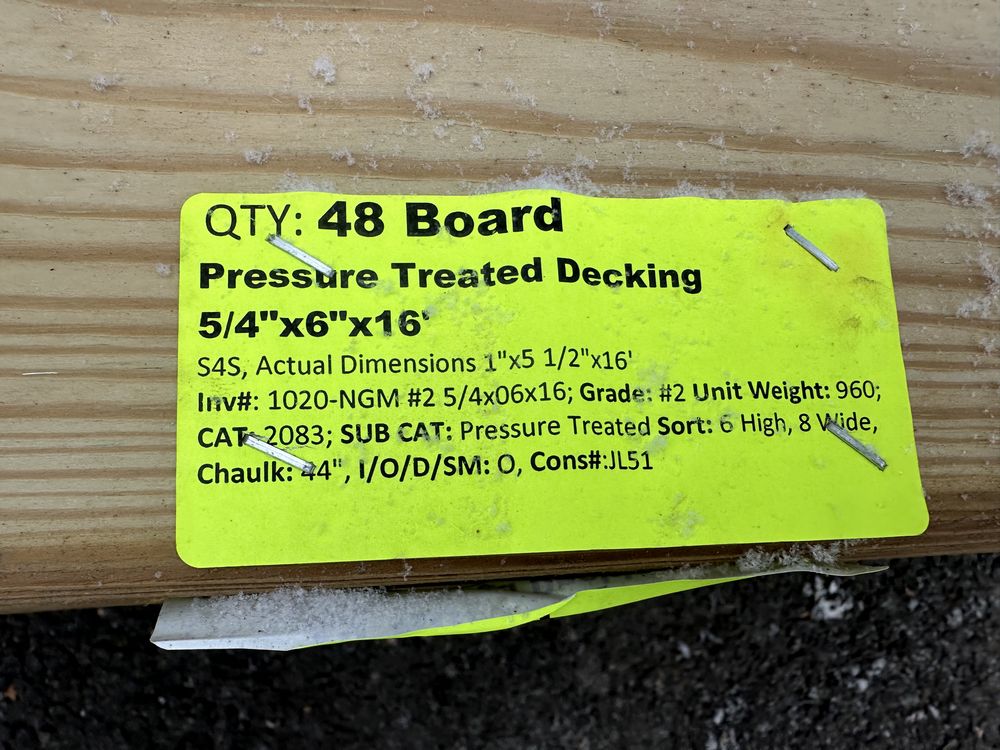 QTY: 48 Board
Pressure Treated Decking
5/4"x6"x16'
S4S, Actual Dimensions 1"x5 1/2"x16'
Inv#: 1020-NGM #2 5/4x06x16; Grade: #2 Unit Weight: 960;
CAT: 2083; SUB CAT: Pressure Treated Sort: 6 High, 8 Wide,
Chaulk: 44", I/O/D/SM: O, Cons#:JL51